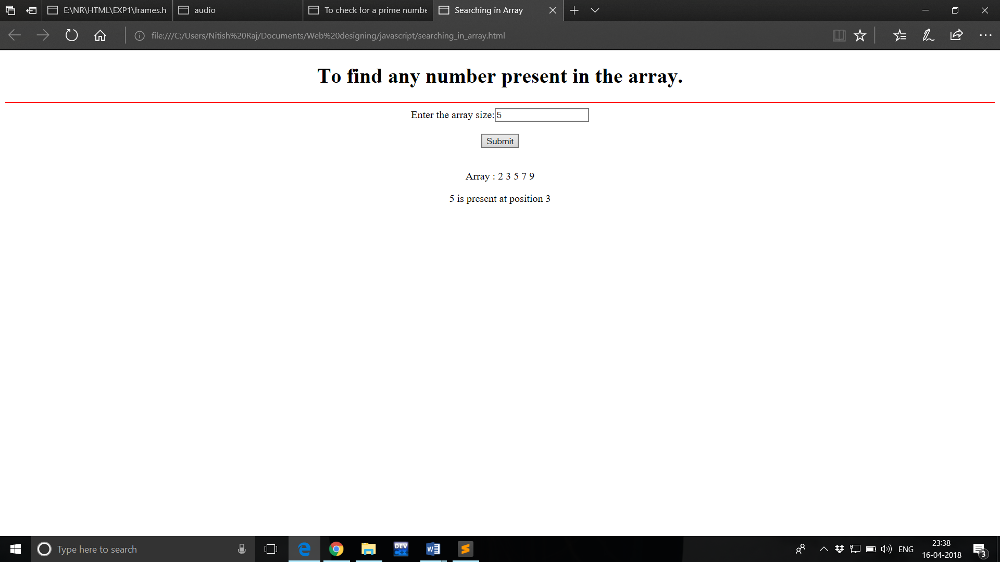 E:\NR\HTML\EXP1\frames.h
audio
To check for a prime numbe
Searching in Array
file:///C:/Users/Nitish%20Raj/Documents/Web%20designing/javascript/searching_in_array.html
To find any number present in the array.
Enter the array size:5
Submit
Array : 2 3 5 7 9
5 is present at position 3
Type here to search
DEV C++
W
ENG
23:38
16-04-2018
3